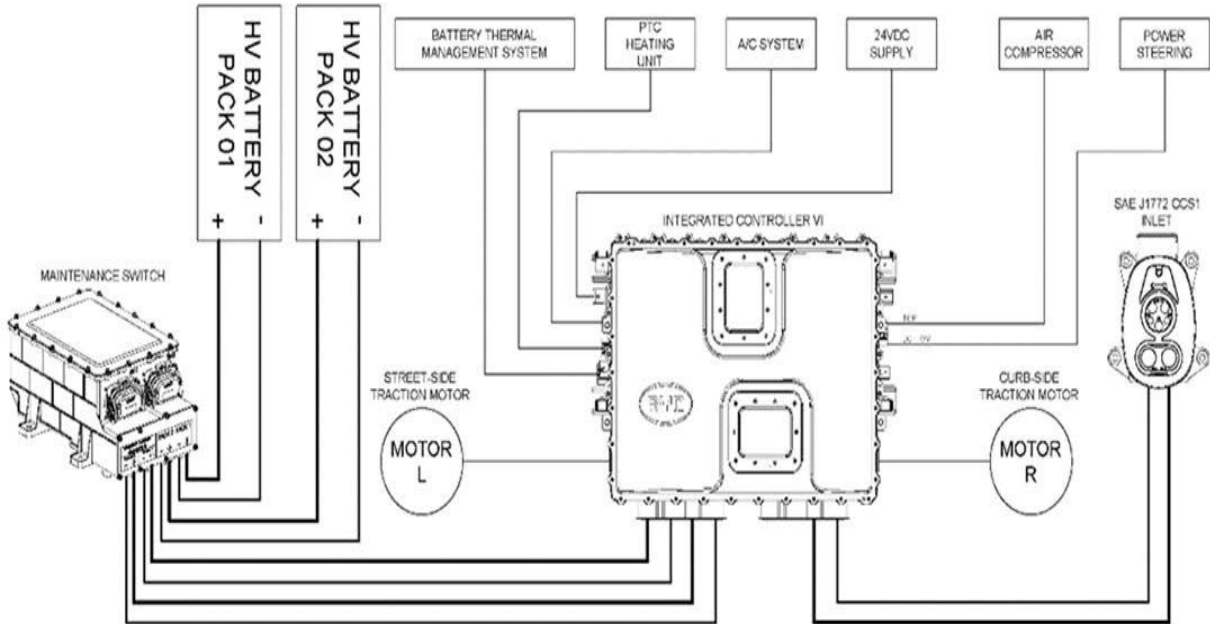 HV BATTERY
PACK 01
+ -
HV BATTERY
PACK 02
+ -
BATTERY THERMAL
MANAGEMENT SYSTEM
PTC
HEATING
UNIT
A/C SYSTEM
24VDC
SUPPLY
AIR
COMPRESSOR
POWER
STEERING
INTEGRATED CONTROLLER VI
SAE J1772 CCS1
INLET
MAINTENANCE SWITCH
STREET-SIDE
TRACTION MOTOR
MOTOR
L
CURB-SIDE
TRACTION MOTOR
MOTOR
R